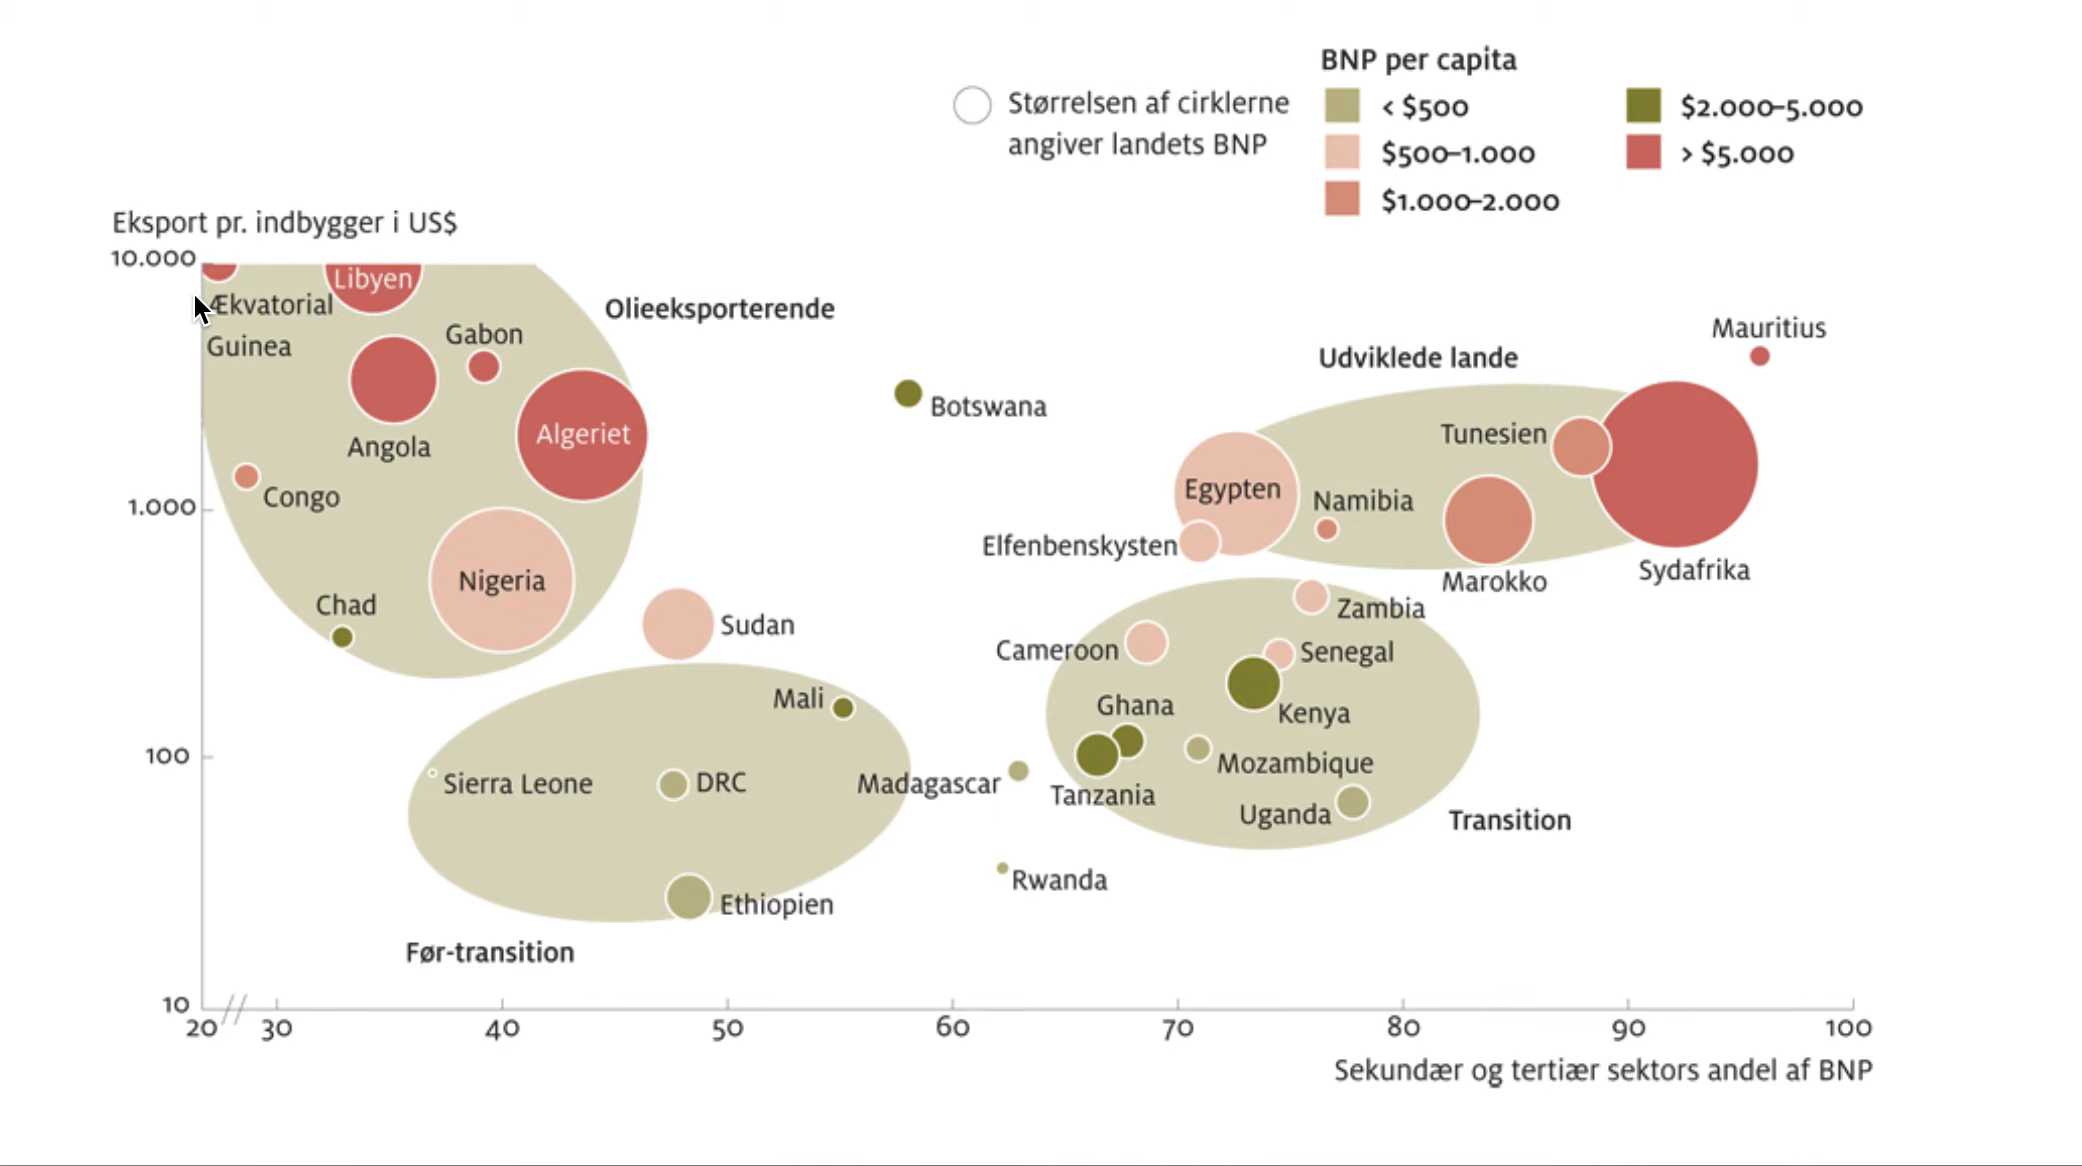 BNP per capita
Størrelsen af cirklerne
angiver landets BNP
< $500
$500–1.000
$1.000–2.000
$2.000–5.000
> $5.000
Eksport pr. indbygger i US$
10.000
1.000
100
10
Libyen
Ækvatorial
Guinea
Gabon
Olieeksporterende
Angola
Algeriet
Congo
Nigeria
Chad
Sudan
Botswana
Mauritius
Udviklede lande
Tunesien
Egypten
Namibia
Elfenbenskysten
Marokko
Sydafrika
Zambia
Cameroon
Senegal
Ghana
Kenya
Mozambique
Tanzania
Uganda
Transition
Mali
Sierra Leone
DRC
Madagascar
Rwanda
Ethiopien
Før-transition
20 30 40 50 60 70 80 90 100
Sekundær og tertiær sektors andel af BNP